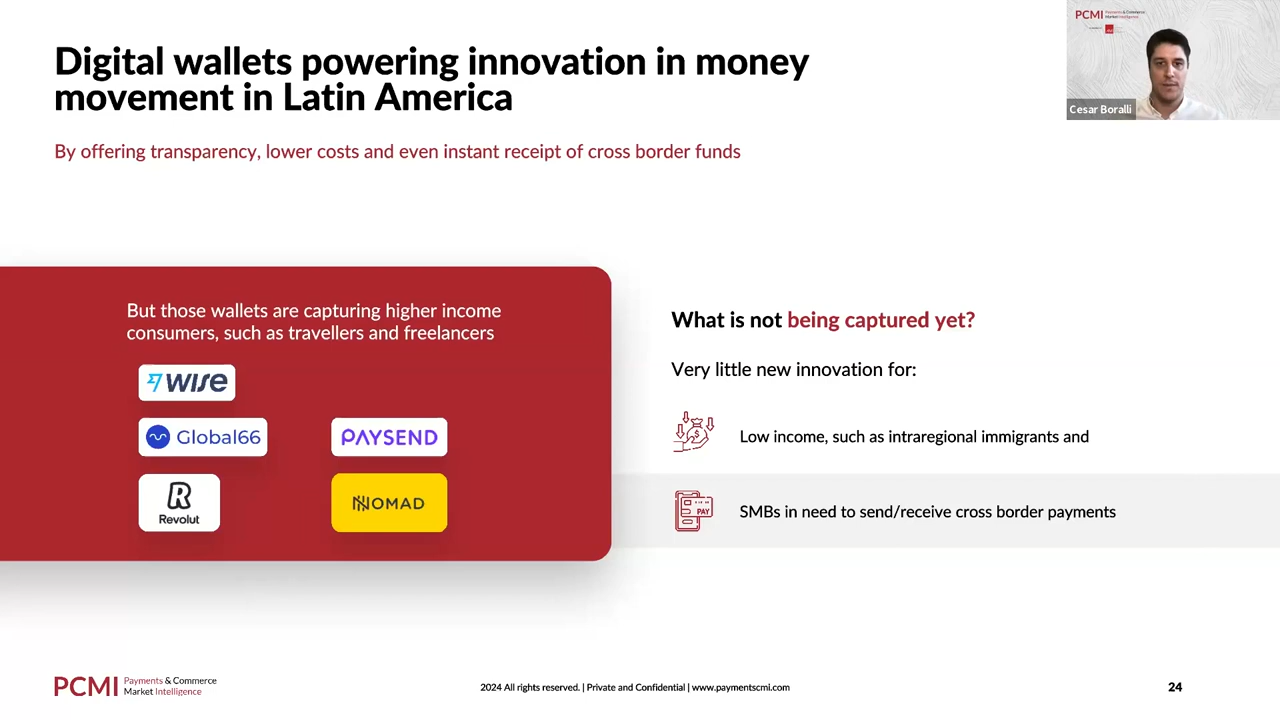 Digital wallets powering innovation in money
movement in Latin America
By offering transparency, lower costs and even instant receipt of cross border funds
PCMI
Cesar Boralli
But those wallets are capturing higher income
consumers, such as travellers and freelancers
WISE
Global66
PAYSEND
Revolut
NOMAD
What is not being captured yet?
Very little new innovation for:
Low income, such as intraregional immigrants and
PAY
SMBs in need to send/receive cross border payments
PCMI Payments & Commerce
Market Intelligence
2024 All rights reserved. | Private and Confidential | www.paymentscmi.com
24